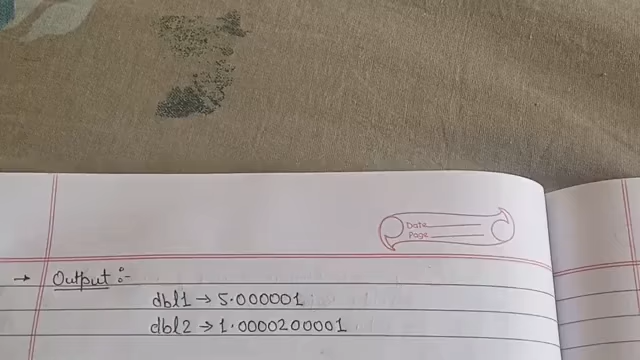 Date
Page
→ Output :-
dbl1 → 5.000001
dbl2 → 1.0000200001